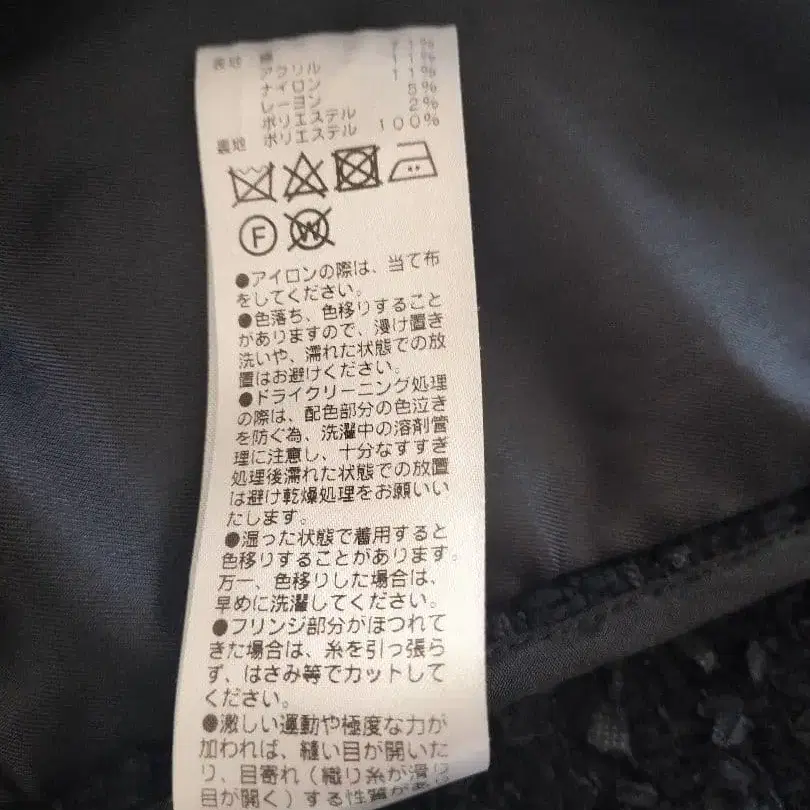 表地 綿 71%
アクリル 11%
ナイロン 11%
レーヨン 5%
ポリエステル 2%
裏地 ポリエステル 100%
F W
●アイロンの際は、当て布
をしてください。
●色落ち、色移りすること
がありますので、浸け置き
洗いや、濡れた状態での放
置はお避けください。
●ドライクリーニング処理
の際は、配色部分の色泣き
を防ぐ為、洗濯中の溶剤管
理に注意し、十分なすすぎ
処理後濡れた状態での放置
は避け乾燥処理をお願いい
たします。
●湿った状態で着用すると
色移りすることがあります。
万一、色移りした場合は、
早めに洗濯してください。
●フリンジ部分がほつれて
きた場合は、糸を引っ張ら
ず、はさみ等でカットして
ください。
●激しい運動や極度な力が
加われば、縫い目が開いた
り、目寄れ(織り糸が滑り
目が開く)する性質があ